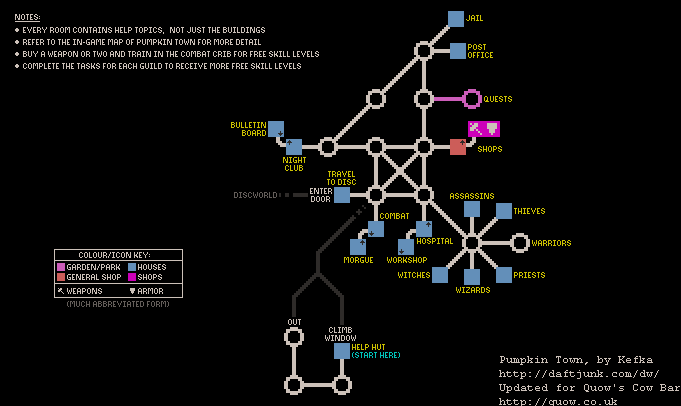 NOTES:
• EVERY ROOM CONTAINS HELP TOPICS, NOT JUST THE BUILDINGS
• REFER TO THE IN-GAME MAP OF PUMPKIN TOWN FOR MORE DETAIL
• BUY A WEAPON OR TWO AND TRAIN IN THE COMBAT CRIB FOR FREE SKILL LEVELS
• COMPLETE THE TASKS FOR EACH GUILD TO RECEIVE MORE FREE SKILL LEVELS
JAIL
POST
OFFICE
QUESTS
BULLETIN
BOARD
NIGHT
CLUB
SHOPS
TRAVEL
TO DISC
DISCWORLD
ENTER
DOOR
ASSASSINS
THIEVES
COMBAT
HOSPITAL
WARRIORS
MORGUE
WORKSHOP
WITCHES
WIZARDS
PRIESTS
COLOUR/ICON KEY:
GARDEN/PARK
HOUSES
GENERAL SHOP
SHOPS
WEAPONS
ARMOR
(MUCH ABBREVIATED FORM)
OUT
CLIMB
WINDOW
HELP HUT
(START HERE)
Pumpkin Town, by Kefka
http://daftjunk.com/dw/
Updated for Quow's Cow Bar
http://quow.co.uk